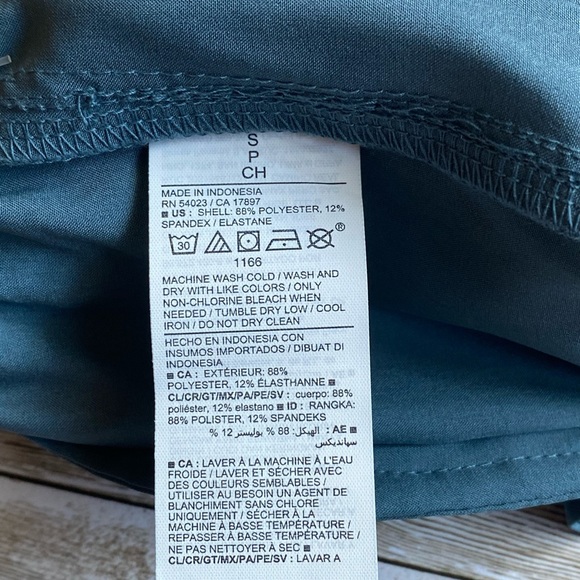 S
P
CH
MADE IN INDONESIA
RN 54023 / CA 17897
US : SHELL: 88% POLYESTER, 12%
SPANDEX / ELASTANE
30
®
1166
MACHINE WASH COLD / WASH AND
DRY WITH LIKE COLORS / ONLY
NON-CHLORINE BLEACH WHEN
NEEDED / TUMBLE DRY LOW / COOL
IRON / DO NOT DRY CLEAN
HECHO EN INDONESIA CON
INSUMOS IMPORTADOS / DIBUAT DI
INDONESIA
CA : EXTÉRIEUR: 88%
POLYESTER, 12% ÉLASTHANNE
CL/CR/GT/MX/PA/PE/SV : cuerpo: 88%
poliéster, 12% elastano ID : RANGKA:
88% POLISTER, 12% SPANDEKS
AE : الهيكل: 88 % بوليستر 12 %
سبانديكس
CA : LAVER À LA MACHINE À L'EAU
FROIDE / LAVER ET SÉCHER AVEC
DES COULEURS SEMBLABLES /
UTILISER AU BESOIN UN AGENT DE
BLANCHIMENT SANS CHLORE
UNIQUEMENT / SÉCHER À LA
MACHINE À BASSE TEMPÉRATURE /
REPASSER À BASSE TEMPÉRATURE /
NE PAS NETTOYER À SEC
CL/CR/GT/MX/PA/PE/SV : LAVAR A